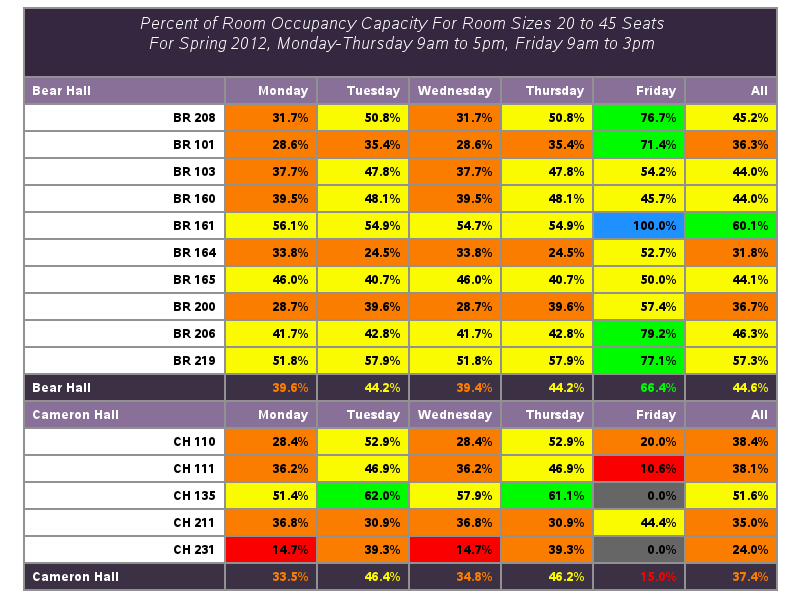 Percent of Room Occupancy Capacity For Room Sizes 20 to 45 Seats
For Spring 2012, Monday-Thursday 9am to 5pm, Friday 9am to 3pm
Bear Hall Monday Tuesday Wednesday Thursday Friday All
BR 208 31.7% 50.8% 31.7% 50.8% 76.7% 45.2%
BR 101 28.6% 35.4% 28.6% 35.4% 71.4% 36.3%
BR 103 37.7% 47.8% 37.7% 47.8% 54.2% 44.0%
BR 160 39.5% 48.1% 39.5% 48.1% 45.7% 44.0%
BR 161 56.1% 54.9% 54.7% 54.9% 100.0% 60.1%
BR 164 33.8% 24.5% 33.8% 24.5% 52.7% 31.8%
BR 165 46.0% 40.7% 46.0% 40.7% 50.0% 44.1%
BR 200 28.7% 39.6% 28.7% 39.6% 57.4% 36.7%
BR 206 41.7% 42.8% 41.7% 42.8% 79.2% 46.3%
BR 219 51.8% 57.9% 51.8% 57.9% 77.1% 57.3%
Bear Hall 39.6% 44.2% 39.4% 44.2% 66.4% 44.6%
Cameron Hall Monday Tuesday Wednesday Thursday Friday All
CH 110 28.4% 52.9% 28.4% 52.9% 20.0% 38.4%
CH 111 36.2% 46.9% 36.2% 46.9% 10.6% 38.1%
CH 135 51.4% 62.0% 57.9% 61.1% 0.0% 51.6%
CH 211 36.8% 30.9% 36.8% 30.9% 44.4% 35.0%
CH 231 14.7% 39.3% 14.7% 39.3% 0.0% 24.0%
Cameron Hall 33.5% 46.4% 34.8% 46.2% 15.0% 37.4%